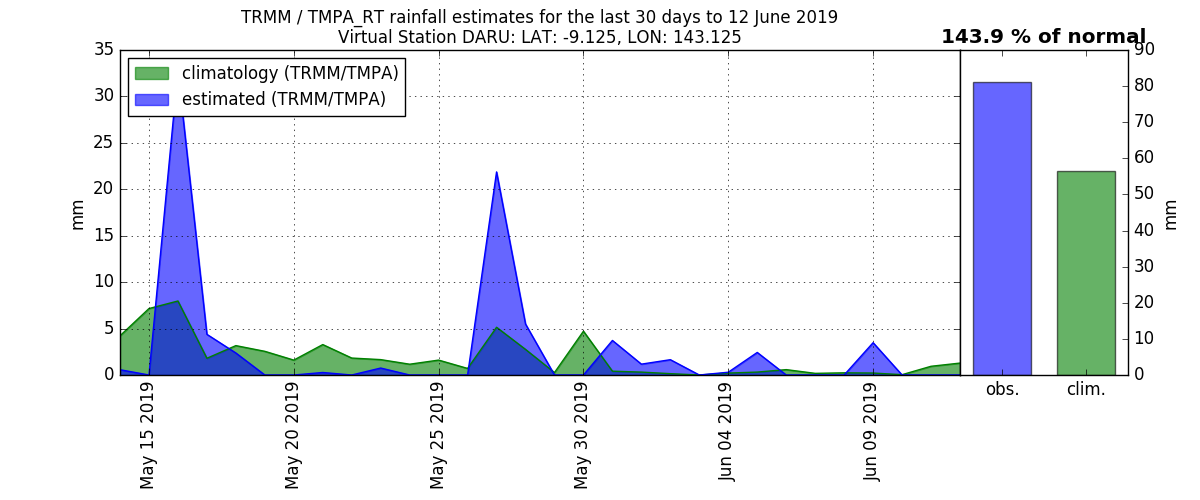 TRMM / TMPA_RT rainfall estimates for the last 30 days to 12 June 2019
Virtual Station DARU: LAT: -9.125, LON: 143.125
143.9 % of normal
climatology (TRMM/TMPA)
estimated (TRMM/TMPA)
mm
35
30
25
20
15
10
5
0
May 15 2019
May 20 2019
May 25 2019
May 30 2019
Jun 04 2019
Jun 09 2019
obs.
clim.
90
80
70
60
50
40
30
20
10
0
mm